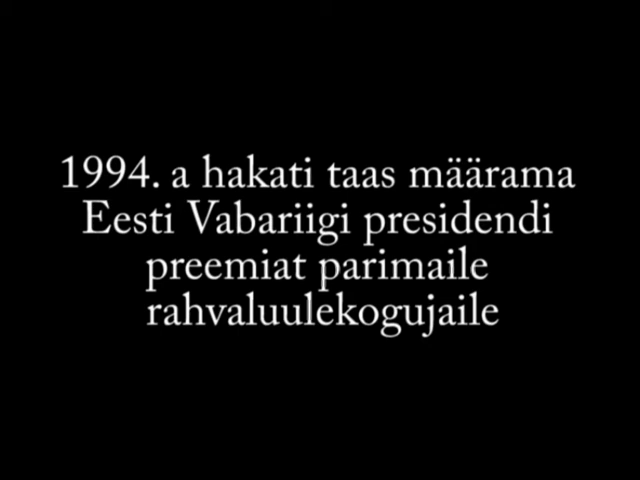 1994. a hakati taas määrama
Eesti Vabariigi presidendi
preemiat parimaile
rahvaluulekogujaile